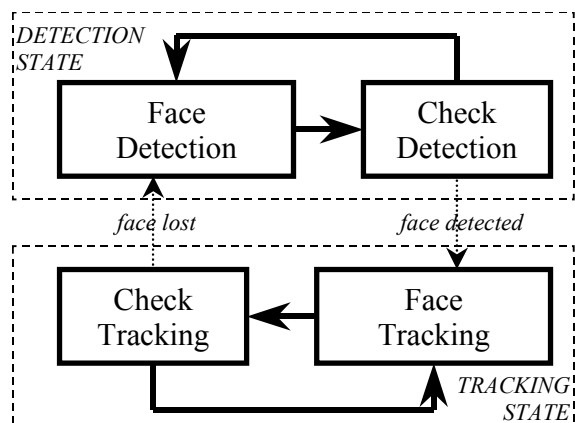 DETECTION
STATE
Face
Detection
Check
Detection
face lost
face detected
Check
Tracking
Face
Tracking
TRACKING
STATE